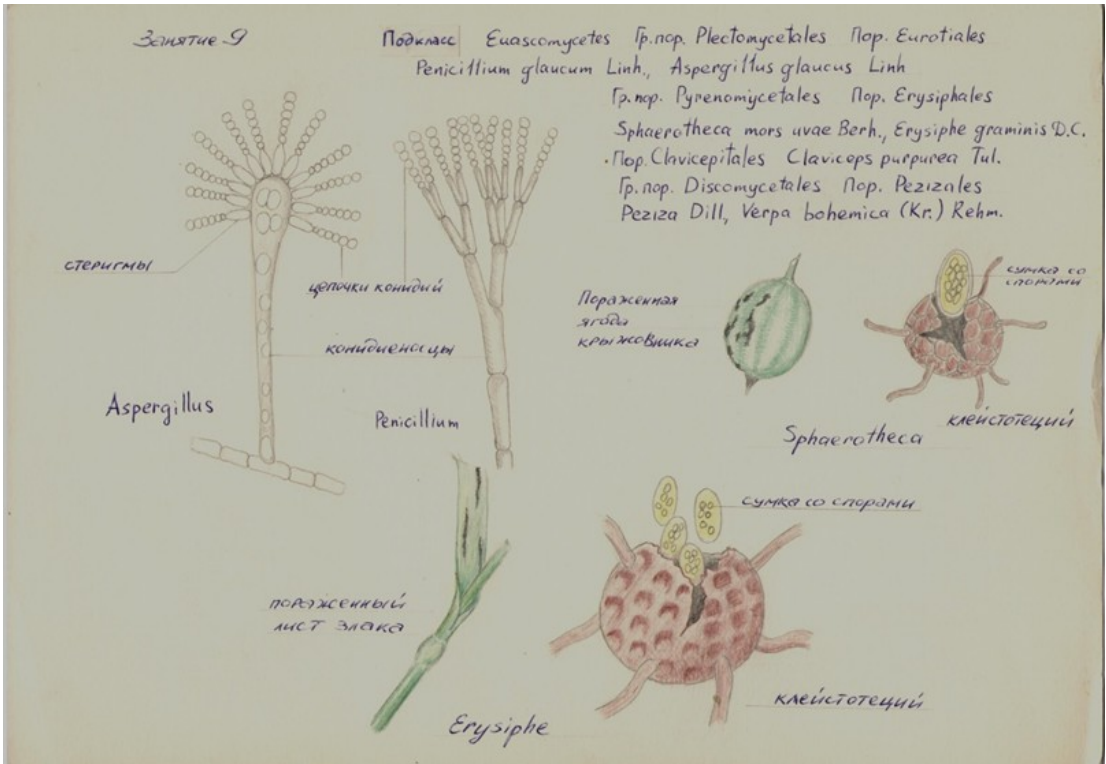 Занятие 9
Подкласс Euascomycetes Гр.пор. Plectomycetales Пор. Eurotiales
Penicillium glaucum Linh., Aspergillus glaucus Linh
Гр.пор. Pyrenomycetales Пор. Erysiphales
Sphaerotheca mors uvae Berh., Erysiphe graminis D.C.
Пор. Clavicepitales Claviceps purpurea Tul.
Гр.пор. Discomycetales Пор. Pezizales
Peziza Dill, Verpa bohemica (Kr.) Rehm.
стеригмы
цепочки конидий
конидиеносцы
Aspergillus
Penicillium
Пораженная
ягода
крыжовника
сумка со
спорами
клейстотеций
Sphaerotheca
сумка со спорами
пораженный
лист злака
клейстотеций
Erysiphe